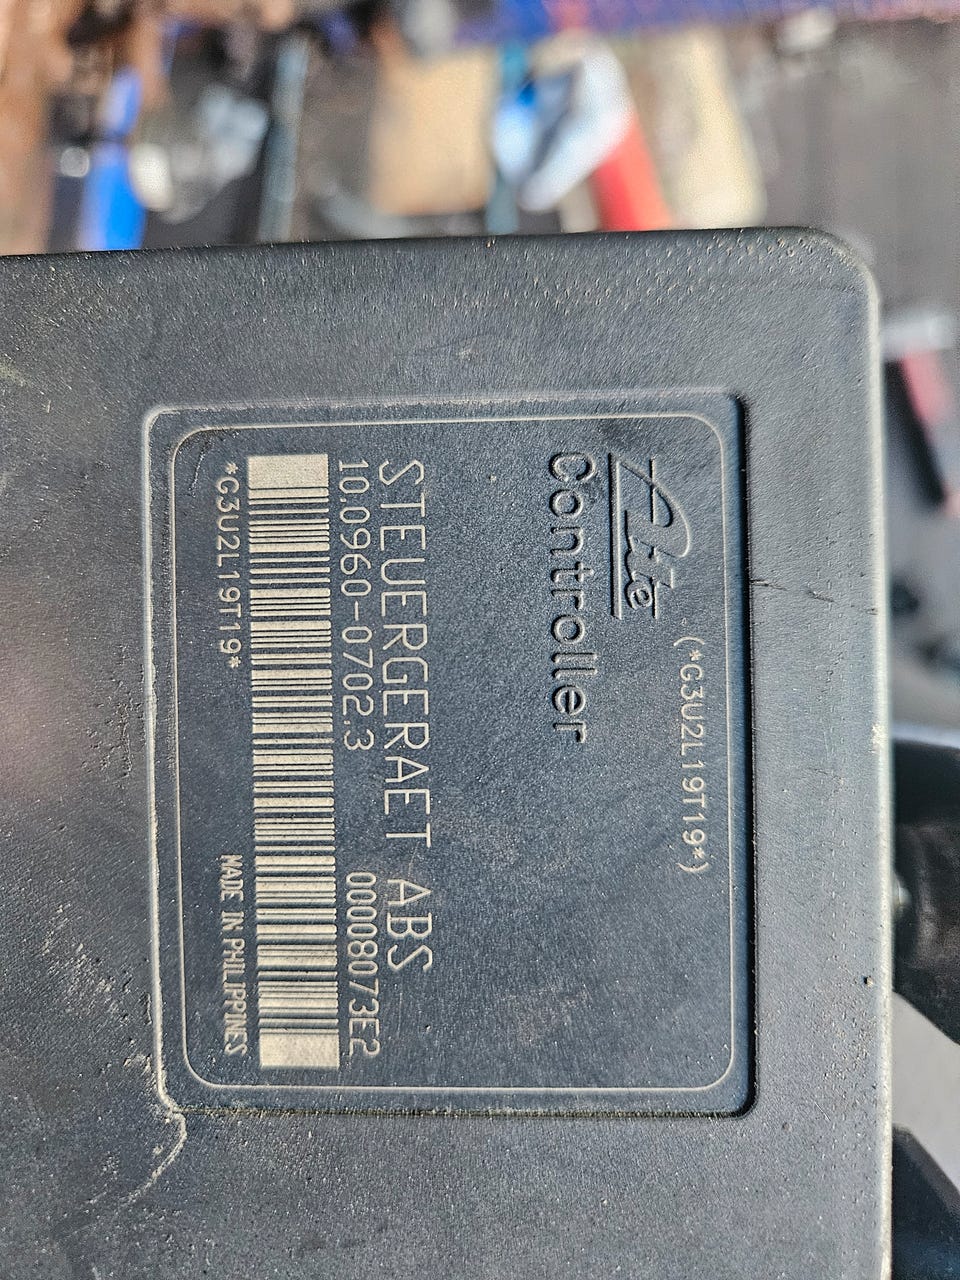 (*G3U2L19T19*)
Ate
Controller
STEUERGERAET ABS
10.0960-0702.3 00008073E2
*G3U2L19T19* MADE IN PHILIPPINES